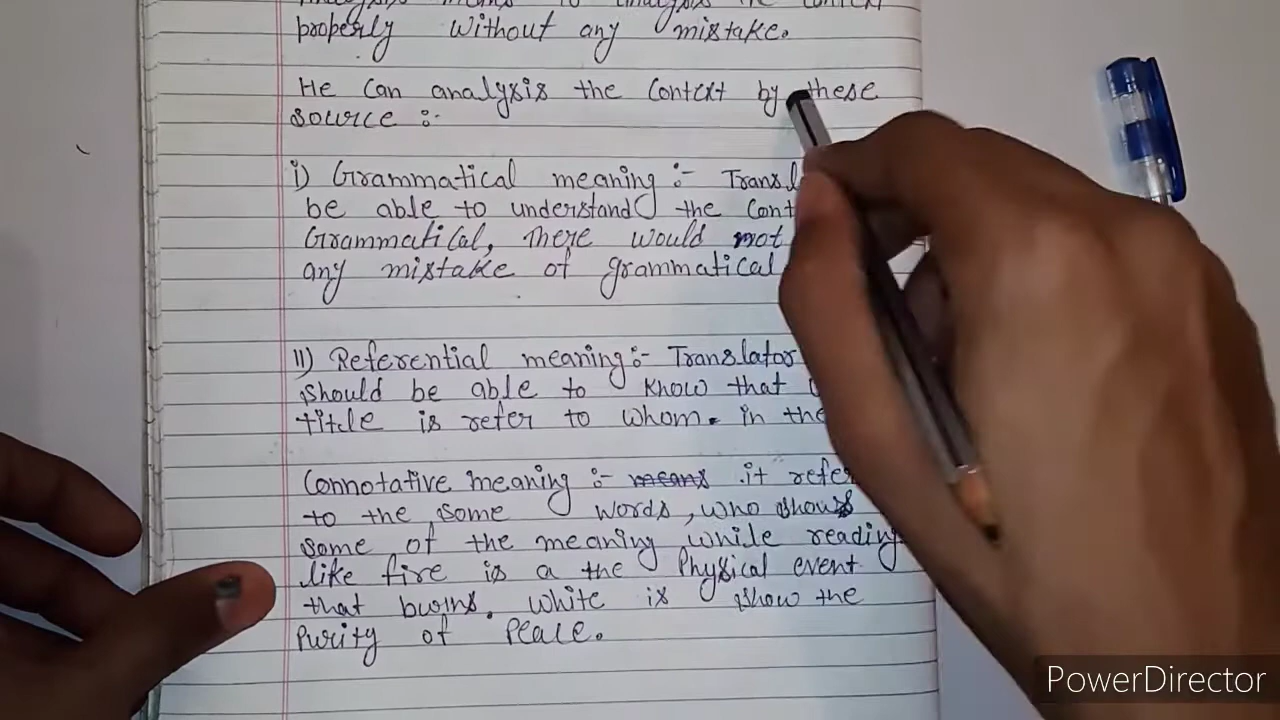 properly without any mistake.
He Can analysis the Context by these
source :-
i) Grammatical meaning :- Transl
be able to understand the Cont
Grammatical, There would not
any mistake of grammatical
II) Referential meaning :- Translator
should be able to Know that
titile is refer to whom. in the
Connotative meaning :- means it refer
to the some words, who shows
some of the meaning while reading
like fire is a the Physical event
that burns. White is show the
Purity of Peace.
PowerDirector